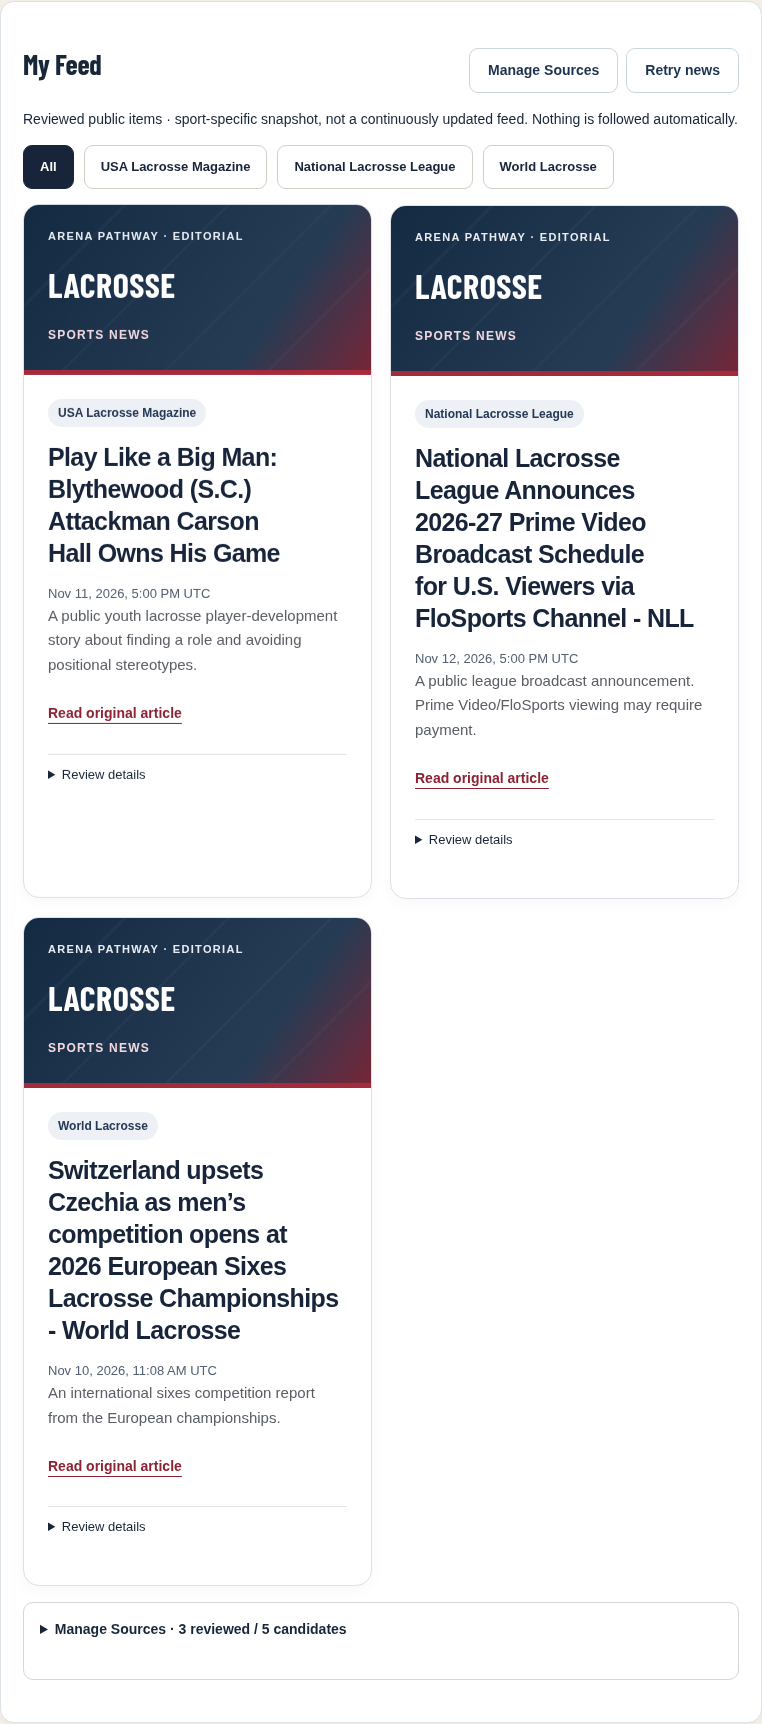 My Feed
Manage Sources
Retry news
Reviewed public items · sport-specific snapshot, not a continuously updated feed. Nothing is followed automatically.
All
USA Lacrosse Magazine
National Lacrosse League
World Lacrosse
ARENA PATHWAY · EDITORIAL
LACROSSE
SPORTS NEWS
USA Lacrosse Magazine
Play Like a Big Man:
Blythewood (S.C.)
Attackman Carson
Hall Owns His Game
Nov 11, 2026, 5:00 PM UTC
A public youth lacrosse player-development
story about finding a role and avoiding
positional stereotypes.
Read original article
Review details
ARENA PATHWAY · EDITORIAL
LACROSSE
SPORTS NEWS
National Lacrosse League
National Lacrosse
League Announces
2026-27 Prime Video
Broadcast Schedule
for U.S. Viewers via
FloSports Channel - NLL
Nov 12, 2026, 5:00 PM UTC
A public league broadcast announcement.
Prime Video/FloSports viewing may require
payment.
Read original article
Review details
ARENA PATHWAY · EDITORIAL
LACROSSE
SPORTS NEWS
World Lacrosse
Switzerland upsets
Czechia as men’s
competition opens at
2026 European Sixes
Lacrosse Championships
- World Lacrosse
Nov 10, 2026, 11:08 AM UTC
An international sixes competition report
from the European championships.
Read original article
Review details
Manage Sources · 3 reviewed / 5 candidates